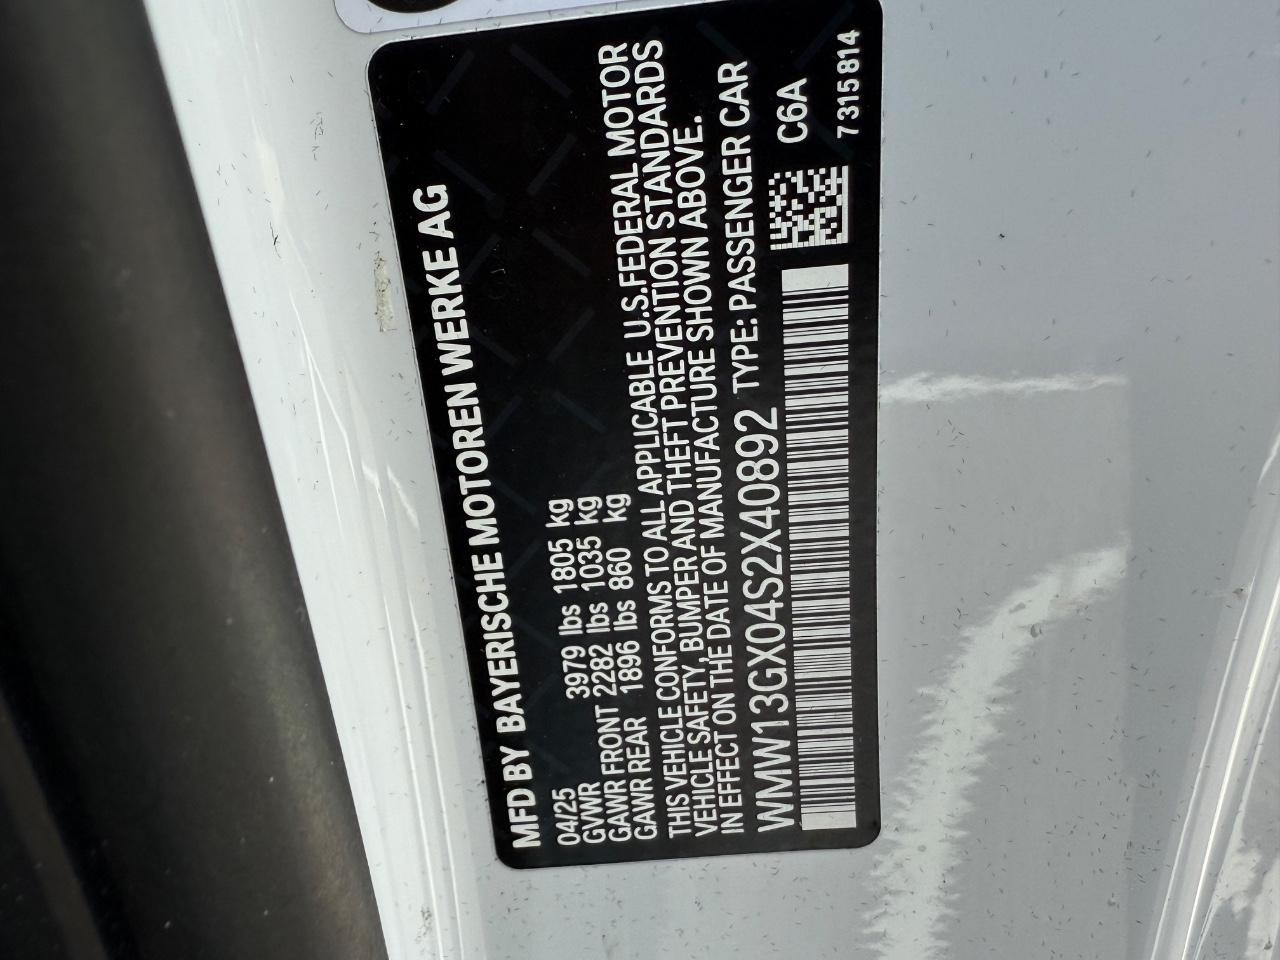 MFD BY BAYERISCHE MOTOREN WERKE AG
04/25
GVWR 3979 lbs 1805 kg
GAWR FRONT 2282 lbs 1035 kg
GAWR REAR 1896 lbs 860 kg
THIS VEHICLE CONFORMS TO ALL APPLICABLE U.S.FEDERAL MOTOR
VEHICLE SAFETY, BUMPER AND THEFT PREVENTION STANDARDS
IN EFFECT ON THE DATE OF MANUFACTURE SHOWN ABOVE.
WMW13GX04S2X40892 TYPE: PASSENGER CAR
C6A
7315814